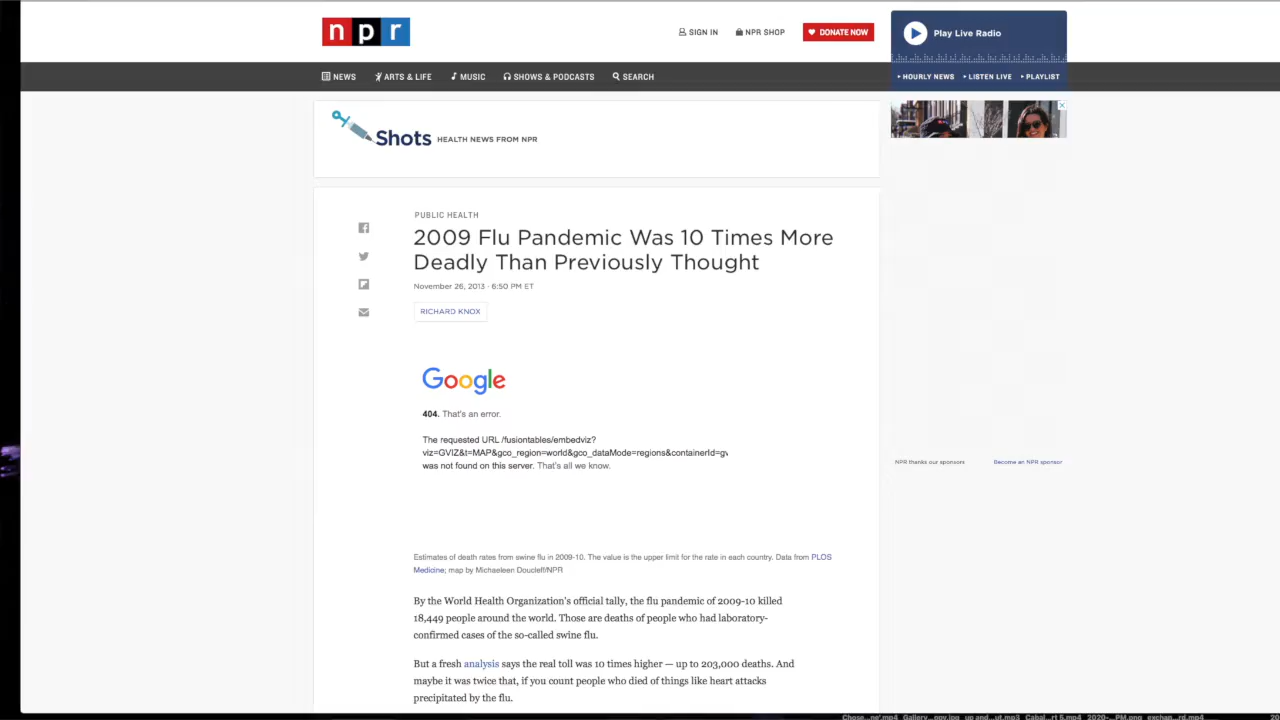 npr
SIGN IN
NPR SHOP
DONATE NOW
Play Live Radio
NEWS
ARTS & LIFE
MUSIC
SHOWS & PODCASTS
SEARCH
HOURLY NEWS
LISTEN LIVE
PLAYLIST
Shots HEALTH NEWS FROM NPR
PUBLIC HEALTH
2009 Flu Pandemic Was 10 Times More
Deadly Than Previously Thought
November 26, 2013 · 6:50 PM ET
RICHARD KNOX
Google
404. That's an error.
The requested URL /fusiontables/embedviz?
viz=GVIZ&t=MAP&gco_region=world&gco_dataMode=regions&containerId=gv
was not found on this server. That's all we know.
NPR thanks our sponsors
Become an NPR sponsor
Estimates of death rates from swine flu in 2009-10. The value is the upper limit for the rate in each country. Data from PLOS
Medicine; map by Michaeleen Doucleff/NPR
By the World Health Organization's official tally, the flu pandemic of 2009-10 killed
18,449 people around the world. Those are deaths of people who had laboratory-
confirmed cases of the so-called swine flu.
But a fresh analysis says the real toll was 10 times higher — up to 203,000 deaths. And
maybe it was twice that, if you count people who died of things like heart attacks
precipitated by the flu.